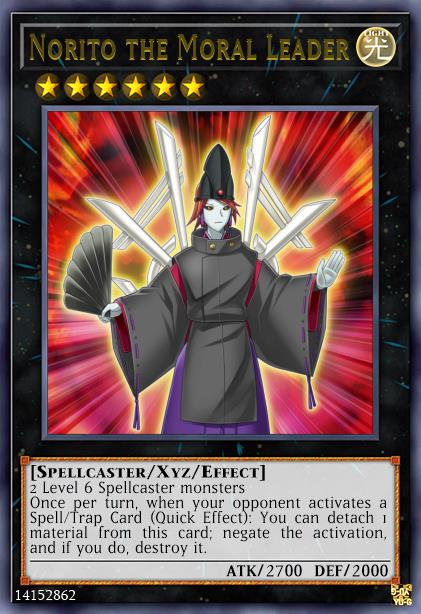 NORITO THE MORAL LEADER
LIGHT
光
[SPELLCASTER/XYZ/EFFECT]
2 Level 6 Spellcaster monsters
Once per turn, when your opponent activates a
Spell/Trap Card (Quick Effect): You can detach 1
material from this card; negate the activation,
and if you do, destroy it.
ATK/2700 DEF/2000
14152862